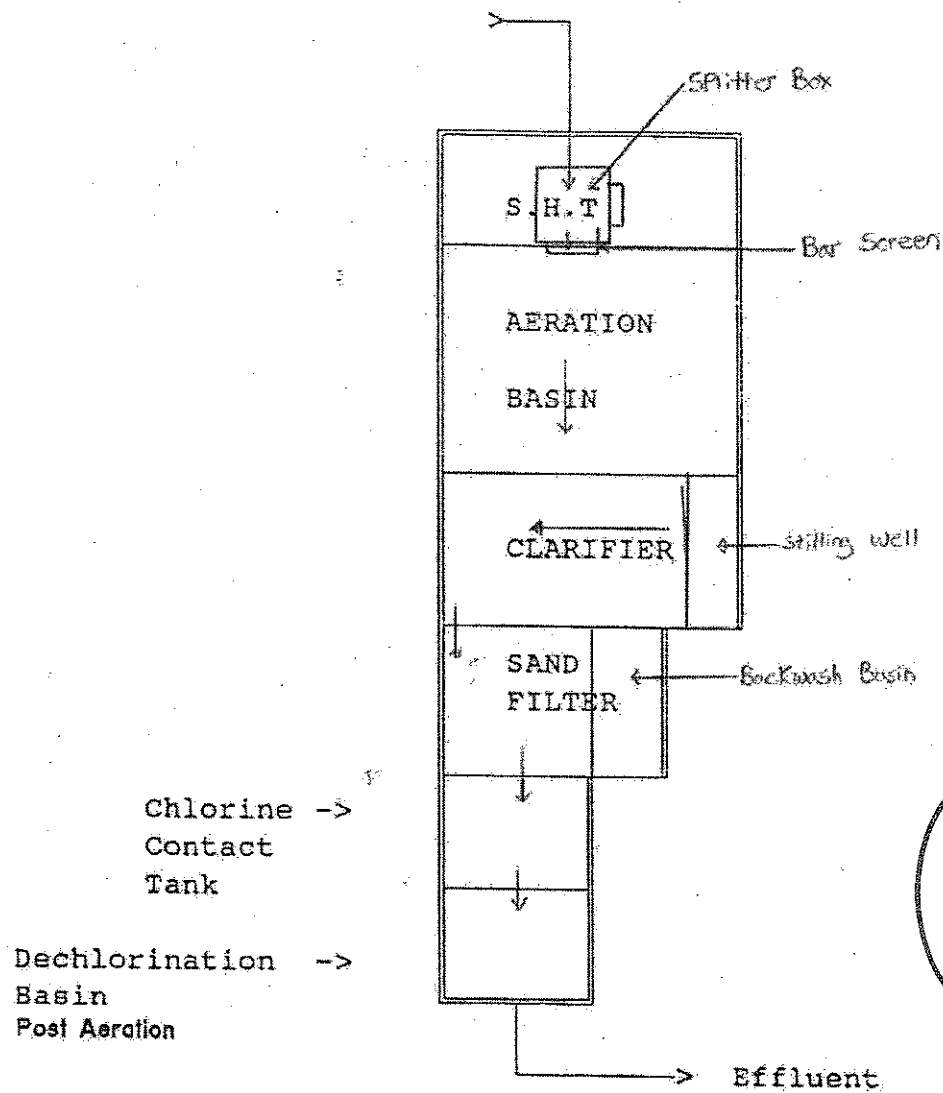 Splitter Box
S.H.T
Bar Screen
AERATION
BASIN
CLARIFIER
Stilling Well
SAND
FILTER
Backwash Basin
Chlorine ->
Contact
Tank
Dechlorination ->
Basin
Post Aeration
Effluent